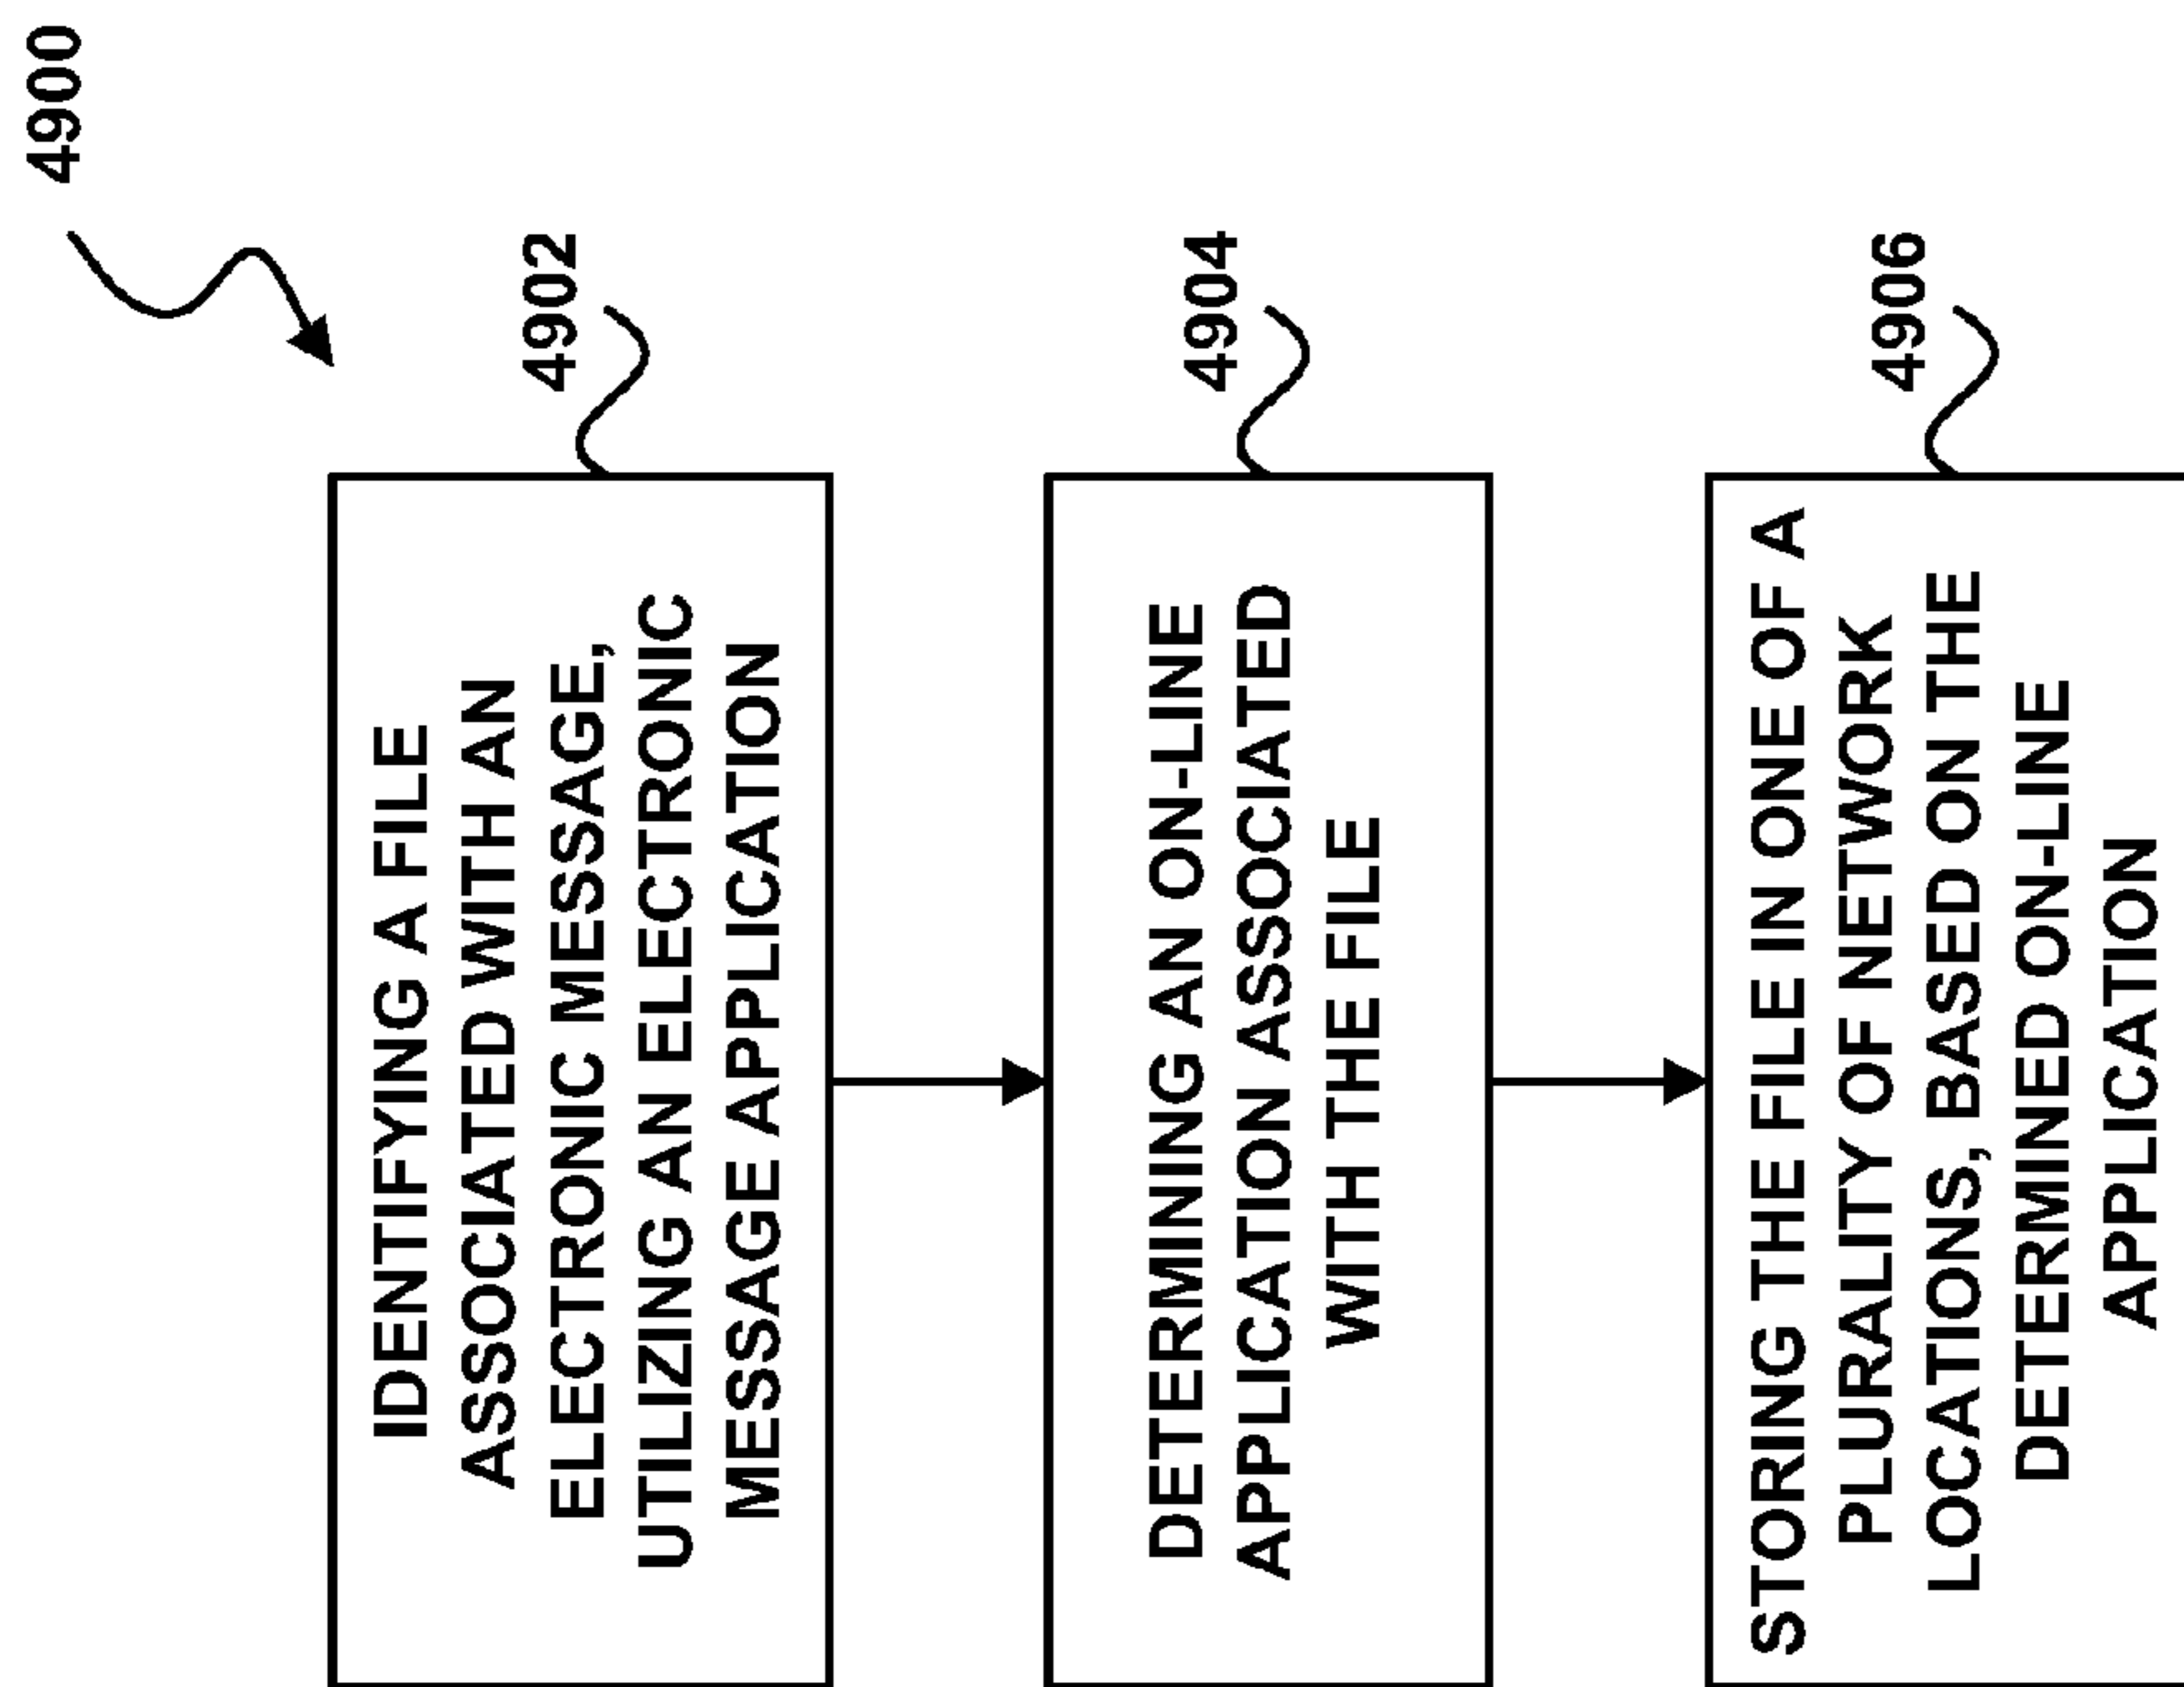 4900
4902
IDENTIFYING A FILE
ASSOCIATED WITH AN
ELECTRONIC MESSAGE,
UTILIZING AN ELECTRONIC
MESSAGE APPLICATION
4904
DETERMINING AN ON-LINE
APPLICATION ASSOCIATED
WITH THE FILE
4906
STORING THE FILE IN ONE OF A
PLURALITY OF NETWORK
LOCATIONS, BASED ON THE
DETERMINED ON-LINE
APPLICATION